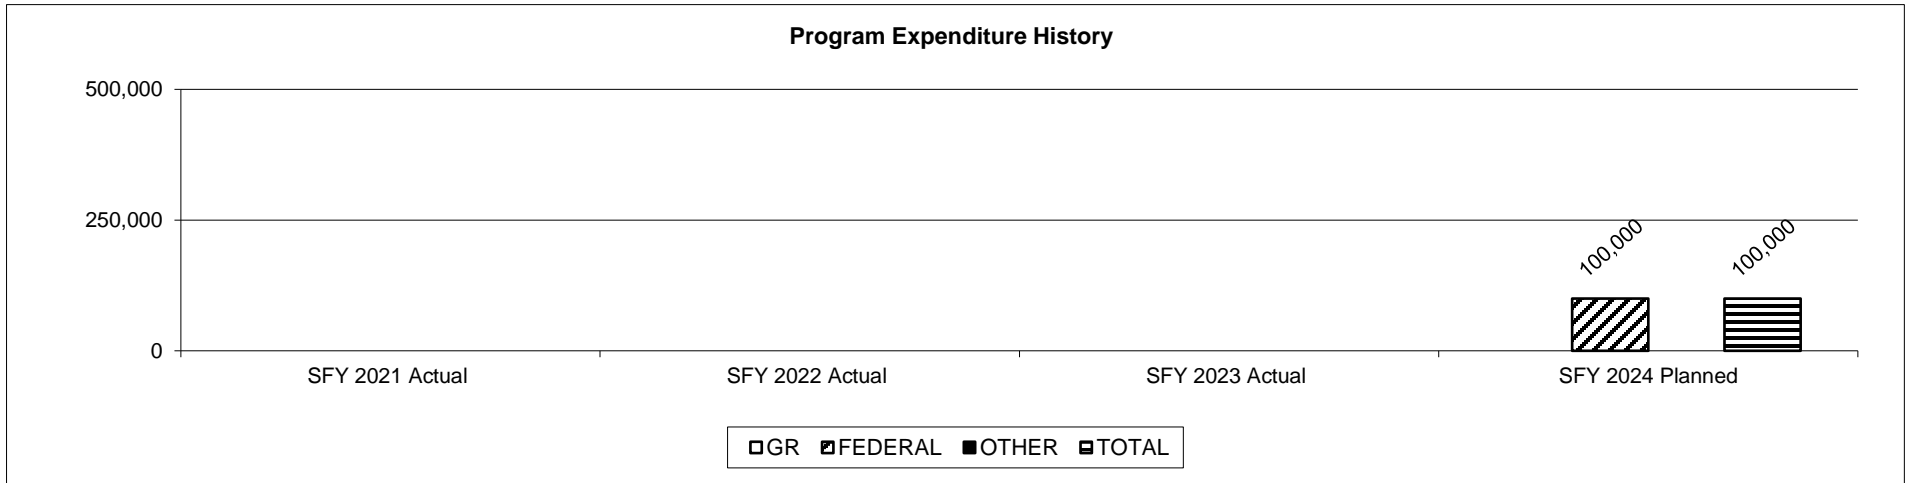 Program Expenditure History
500,000
250,000
0
100,000
100,000
SFY 2021 Actual
SFY 2022 Actual
SFY 2023 Actual
SFY 2024 Planned
GR FEDERAL OTHER TOTAL